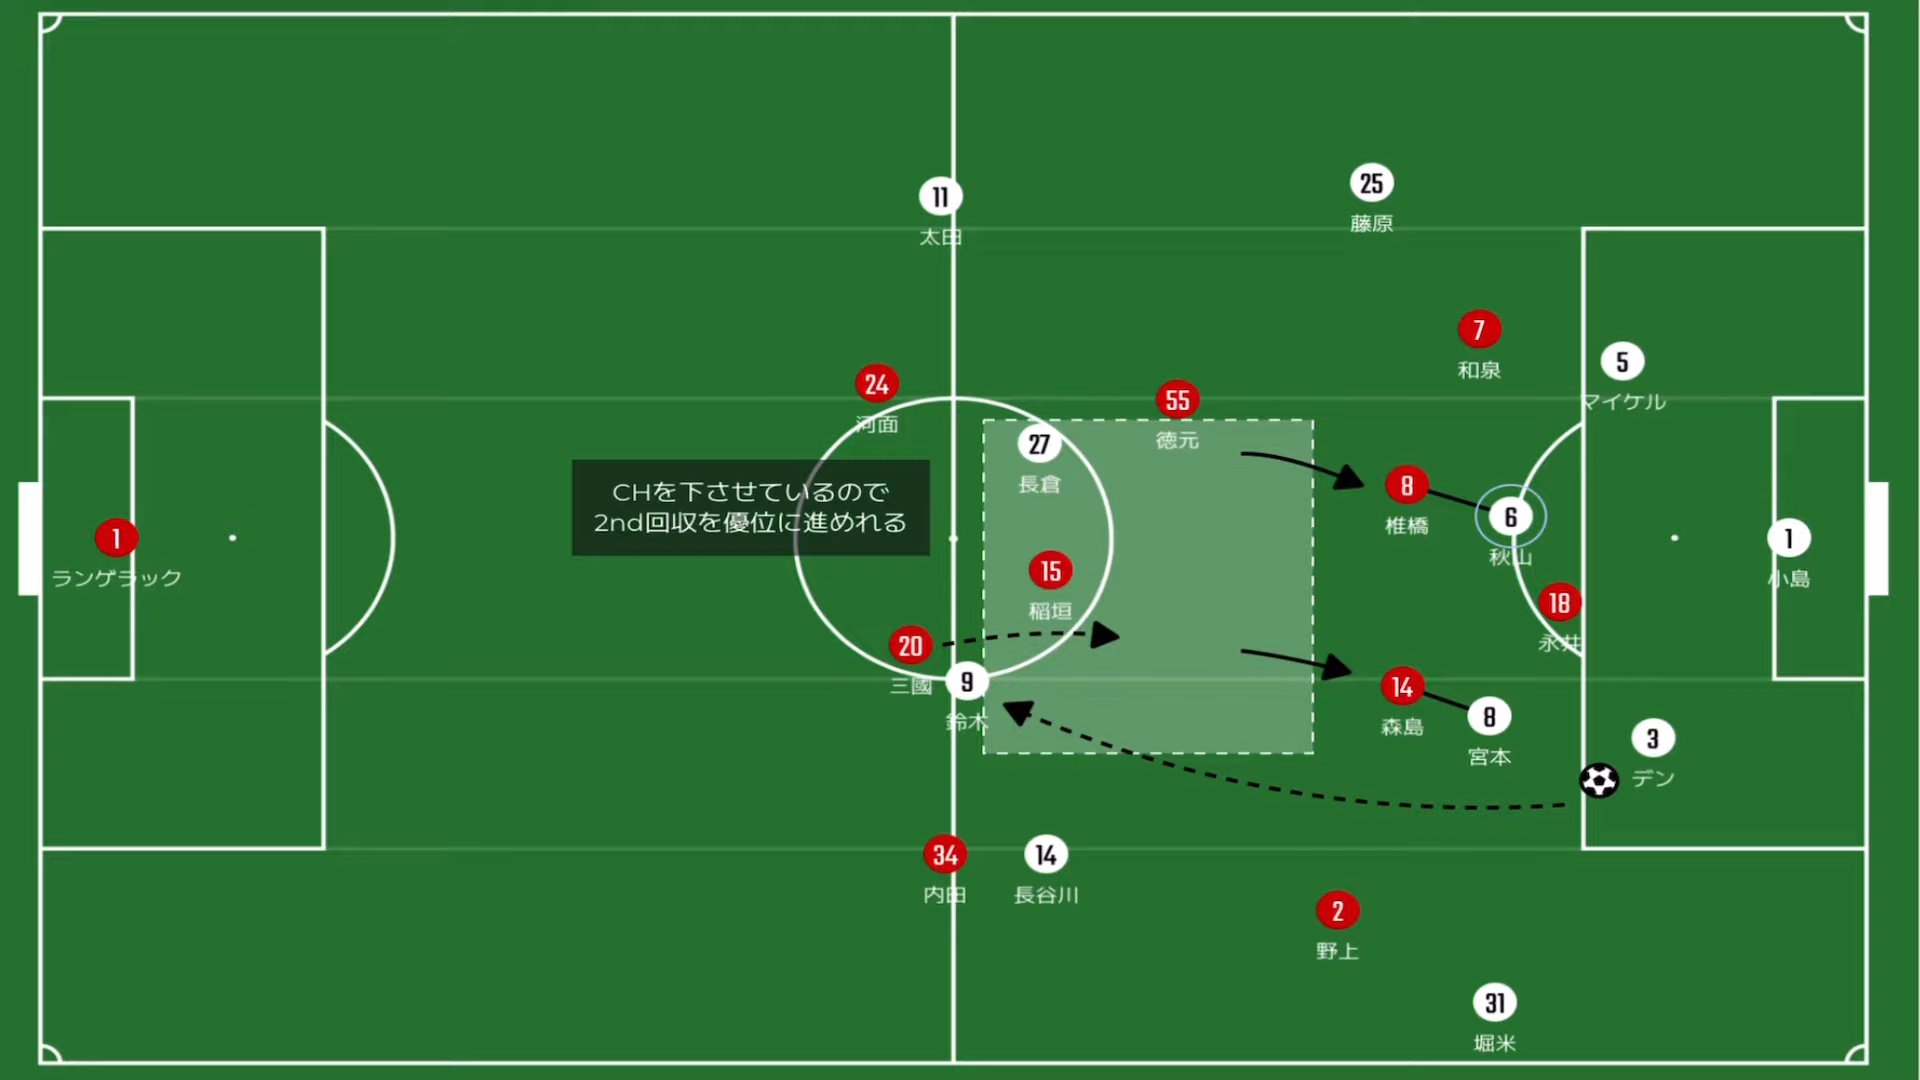 11
太田
25
藤原
7
和泉
5
マイケル
24
河面
55
徳元
27
長倉
8
椎橋
6
秋山
CHを下させているので
2nd回収を優位に進めれる
1
ランゲラック
1
小島
15
稲垣
18
永井
20
三國
9
鈴木
14
森島
8
宮本
3
デン
34
内田
14
長谷川
2
野上
31
堀米